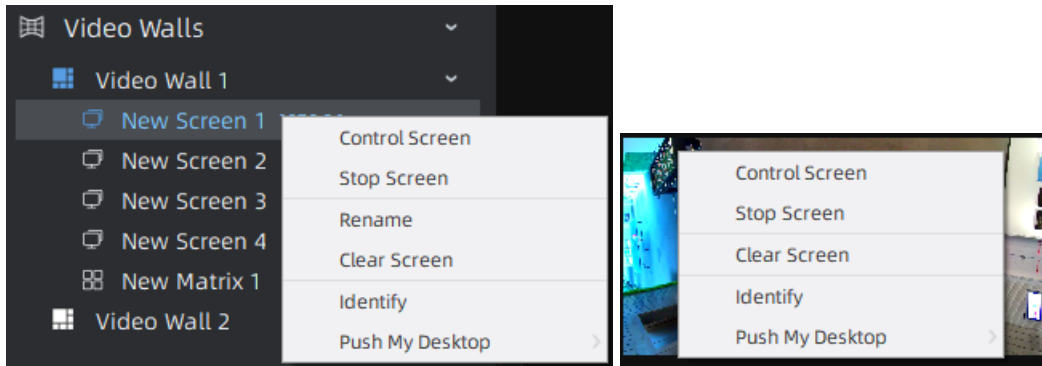 Video Walls
Video Wall 1
New Screen 1
New Screen 2
New Screen 3
New Screen 4
New Matrix 1
Video Wall 2
Control Screen
Stop Screen
Rename
Clear Screen
Identify
Push My Desktop
Control Screen
Stop Screen
Clear Screen
Identify
Push My Desktop